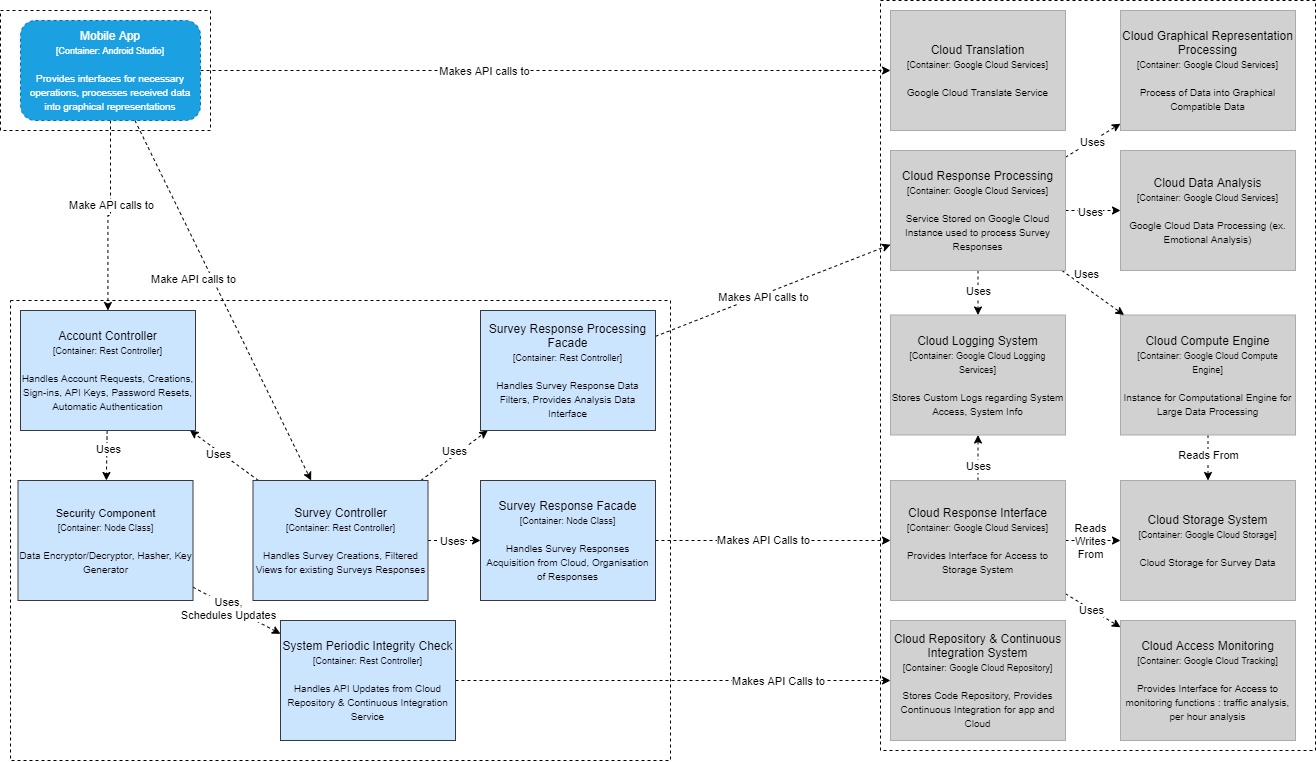 Mobile App
[Container: Android Studio]
Provides interfaces for necessary
operations, processes received data
into graphical representations
Makes API calls to
Cloud Translation
[Container: Google Cloud Services]
Google Cloud Translate Service
Cloud Graphical Representation
Processing
[Container: Google Cloud Services]
Process of Data into Graphical
Compatible Data
Uses
Cloud Response Processing
[Container: Google Cloud Services]
Service Stored on Google Cloud
Instance used to process Survey
Responses
Uses
Cloud Data Analysis
[Container: Google Cloud Services]
Google Cloud Data Processing (ex.
Emotional Analysis)
Make API calls to
Make API calls to
Makes API calls to
Uses
Uses
Account Controller
[Container: Rest Controller]
Handles Account Requests, Creations,
Sign-ins, API Keys, Password Resets,
Automatic Authentication
Survey Response Processing
Facade
[Container: Rest Controller]
Handles Survey Response Data
Filters, Provides Analysis Data
Interface
Cloud Logging System
[Container: Google Cloud Logging
Services]
Stores Custom Logs regarding System
Access, System Info
Cloud Compute Engine
[Container: Google Cloud Compute
Engine]
Instance for Computational Engine for
Large Data Processing
Uses
Uses
Uses
Uses
Reads From
Security Component
[Container: Node Class]
Data Encryptor/Decryptor, Hasher, Key
Generator
Survey Controller
[Container: Rest Controller]
Handles Survey Creations, Filtered
Views for existing Surveys Responses
Uses
Survey Response Facade
[Container: Node Class]
Handles Survey Responses
Acquisition from Cloud, Organisation
of Responses
Makes API Calls to
Cloud Response Interface
[Container: Google Cloud Services]
Provides Interface for Access to
Storage System
Reads
Writes
From
Cloud Storage System
[Container: Google Cloud Storage]
Cloud Storage for Survey Data
Uses,
Schedules Updates
Uses
System Periodic Integrity Check
[Container: Rest Controller]
Handles API Updates from Cloud
Repository & Continuous Integration
Service
Makes API Calls to
Cloud Repository & Continuous
Integration System
[Container: Google Cloud Repository]
Stores Code Repository, Provides
Continuous Integration for app and
Cloud
Cloud Access Monitoring
[Container: Google Cloud Tracking]
Provides Interface for Access to
monitoring functions : traffic analysis,
per hour analysis